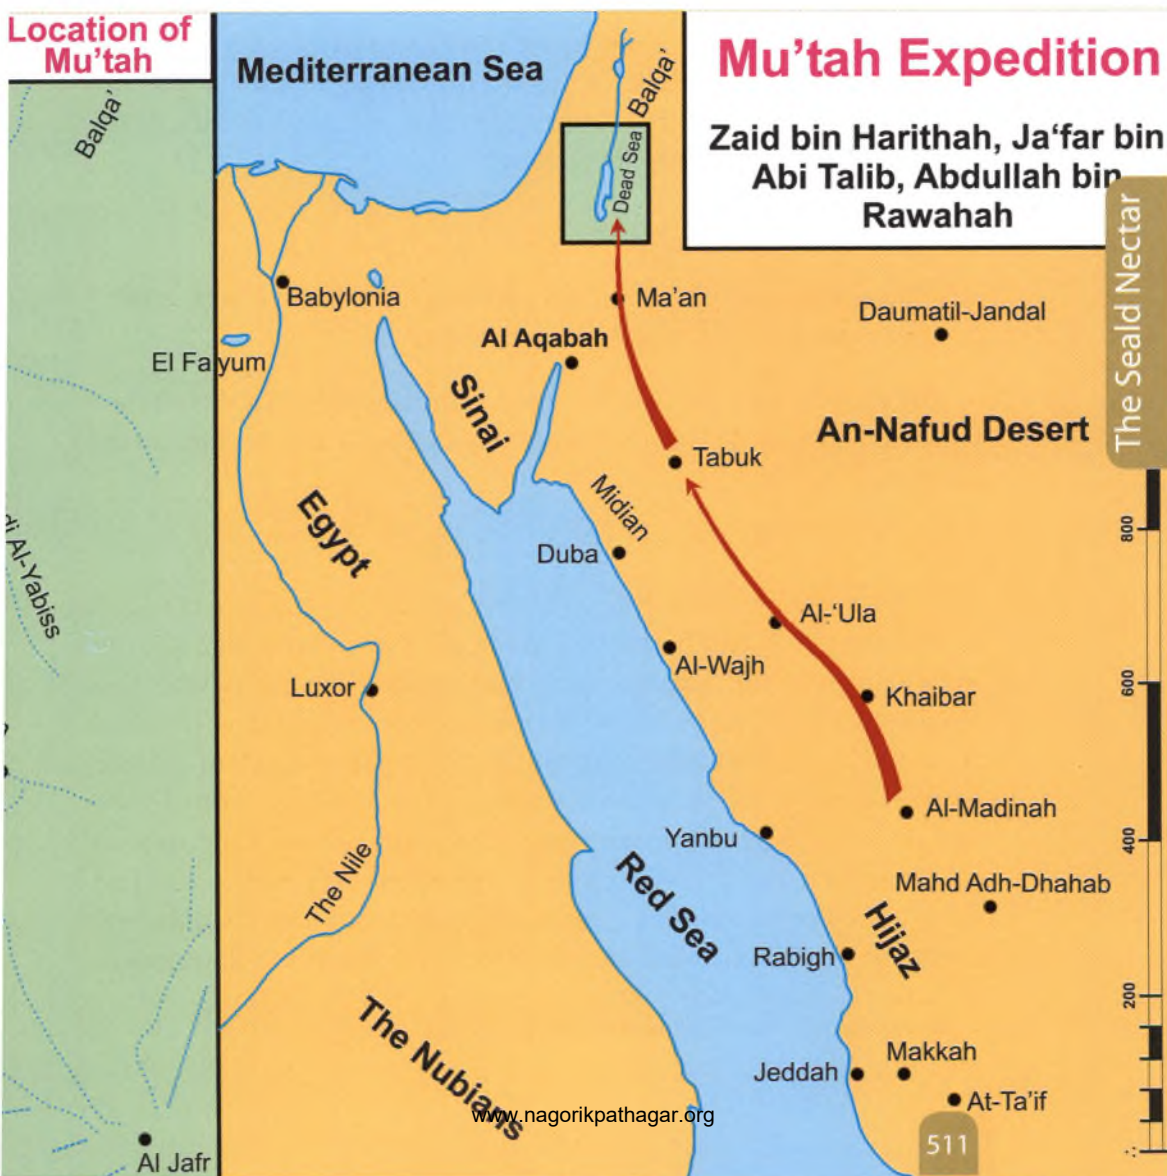 Location of
Mu'tah
Mediterranean Sea
Mu'tah Expedition
Zaid bin Harithah, Ja'far bin
Abi Talib, Abdullah bin
Rawahah
The Seald Nectar
Balqa'
Balqa'
Dead Sea
Babylonia
Ma'an
Daumatil-Jandal
El Faiyum
Al Aqabah
Sinai
An-Nafud Desert
Tabuk
Midian
Egypt
Duba
800
Al-Yabiss
Al-'Ula
Al-Wajh
Luxor
Khaibar
600
Al-Madinah
Yanbu
400
The Nile
Red Sea
Mahd Adh-Dhahab
Hijaz
Rabigh
200
The Nubians
Jeddah
Makkah
At-Ta'if
www.nagorikpathagar.org
511
Al Jafr